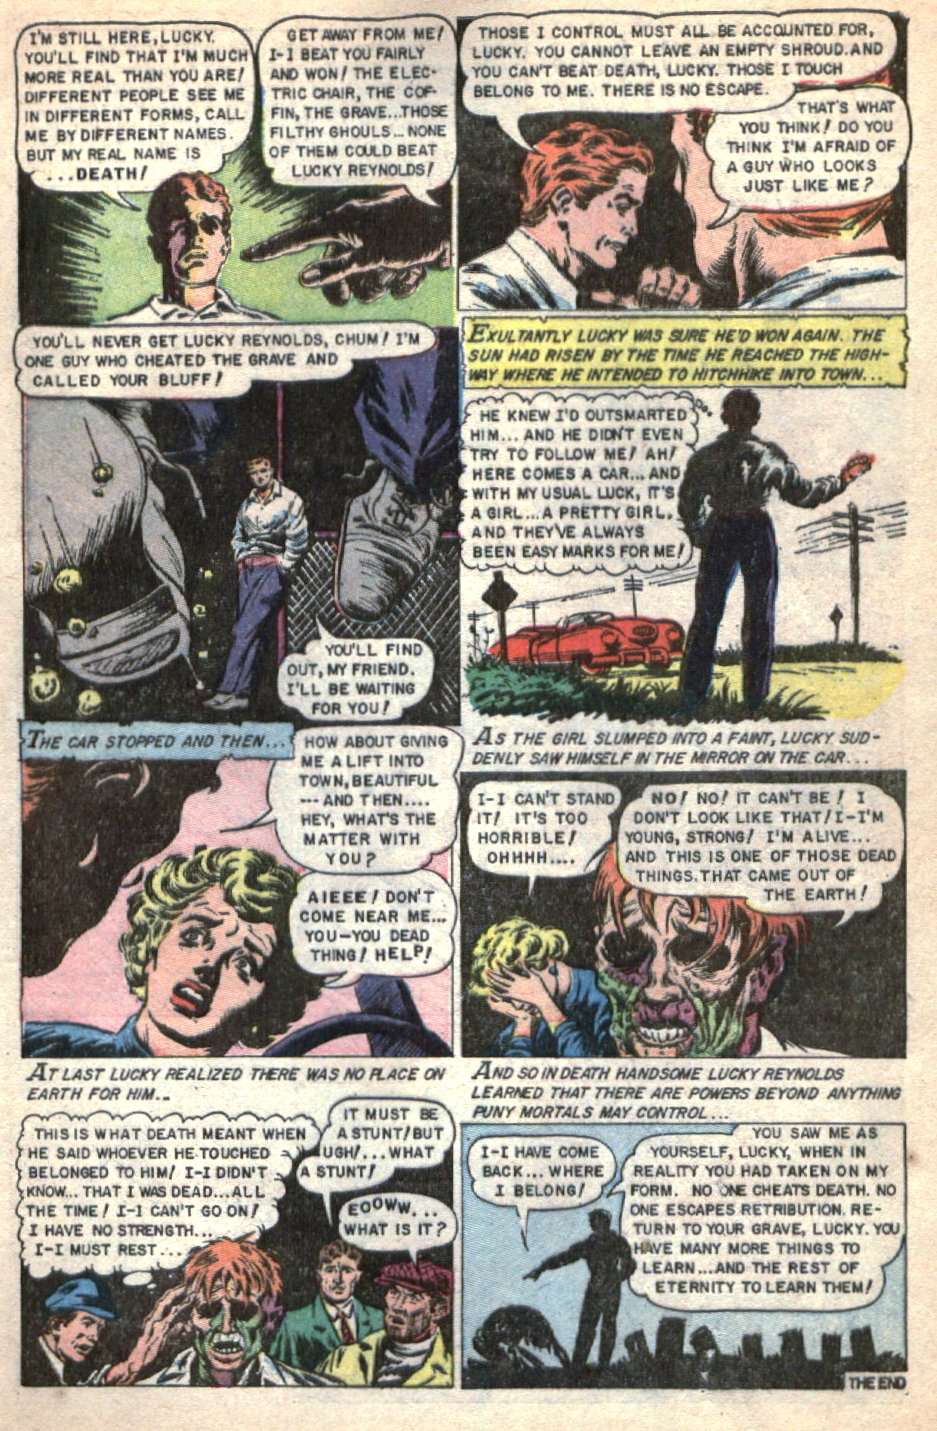 I'M STILL HERE, LUCKY.
YOU'LL FIND THAT I'M MUCH
MORE REAL THAN YOU ARE!
DIFFERENT PEOPLE SEE ME
IN DIFFERENT FORMS, CALL
ME BY DIFFERENT NAMES.
BUT MY REAL NAME IS
...DEATH!
GET AWAY FROM ME!
I-I BEAT YOU FAIRLY
AND WON! THE ELEC-
TRIC CHAIR, THE COF-
FIN, THE GRAVE...THOSE
FILTHY GHOULS... NONE
OF THEM COULD BEAT
LUCKY REYNOLDS!
THOSE I CONTROL MUST ALL BE ACCOUNTED FOR,
LUCKY. YOU CANNOT LEAVE AN EMPTY SHROUD. AND
YOU CAN'T BEAT DEATH, LUCKY. THOSE I TOUCH
BELONG TO ME. THERE IS NO ESCAPE.
THAT'S WHAT
YOU THINK! DO YOU
THINK I'M AFRAID OF
A GUY WHO LOOKS
JUST LIKE ME?
YOU'LL NEVER GET LUCKY REYNOLDS, CHUM! I'M
ONE GUY WHO CHEATED THE GRAVE AND
CALLED YOUR BLUFF!
YOU'LL FIND
OUT, MY FRIEND.
I'LL BE WAITING
FOR YOU!
EXULTANTLY LUCKY WAS SURE HE'D WON AGAIN. THE
SUN HAD RISEN BY THE TIME HE REACHED THE HIGH-
WAY WHERE HE INTENDED TO HITCHHIKE INTO TOWN...
HE KNEW I'D OUTSMARTED
HIM... AND HE DIDN'T EVEN
TRY TO FOLLOW ME! AH!
HERE COMES A CAR... AND
WITH MY USUAL LUCK, IT'S
A GIRL... A PRETTY GIRL.
AND THEY'VE ALWAYS
BEEN EASY MARKS FOR ME!
THE CAR STOPPED AND THEN...
HOW ABOUT GIVING
ME A LIFT INTO
TOWN, BEAUTIFUL
---AND THEN....
HEY, WHAT'S THE
MATTER WITH
YOU?
AIEEE! DON'T
COME NEAR ME...
YOU-YOU DEAD
THING! HELP!
AS THE GIRL SLUMPED INTO A FAINT, LUCKY SUD-
DENLY SAW HIMSELF IN THE MIRROR ON THE CAR...
I-I CAN'T STAND
IT! IT'S TOO
HORRIBLE!
OHHHH....
NO! NO! IT CAN'T BE! I
DON'T LOOK LIKE THAT! I-I'M
YOUNG, STRONG! I'M ALIVE...
AND THIS IS ONE OF THOSE DEAD
THINGS. THAT CAME OUT OF
THE EARTH!
AT LAST LUCKY REALIZED THERE WAS NO PLACE ON
EARTH FOR HIM...
THIS IS WHAT DEATH MEANT WHEN
HE SAID WHOEVER HE TOUCHED
BELONGED TO HIM! I-I DIDN'T
KNOW... THAT I WAS DEAD...ALL
THE TIME! I-I CAN'T GO ON!
I HAVE NO STRENGTH...
I-I MUST REST...
IT MUST BE
A STUNT! BUT
UGH!...WHAT
A STUNT!
EOOWW...
WHAT IS IT?
AND SO IN DEATH HANDSOME LUCKY REYNOLDS
LEARNED THAT THERE ARE POWERS BEYOND ANYTHING
PUNY MORTALS MAY CONTROL...
I-I HAVE COME
BACK... WHERE
I BELONG!
YOU SAW ME AS
YOURSELF, LUCKY, WHEN IN
REALITY YOU HAD TAKEN ON MY
FORM. NO ONE CHEATS DEATH. NO
ONE ESCAPES RETRIBUTION. RE-
TURN TO YOUR GRAVE, LUCKY. YOU
HAVE MANY MORE THINGS TO
LEARN...AND THE REST OF
ETERNITY TO LEARN THEM!
THE END